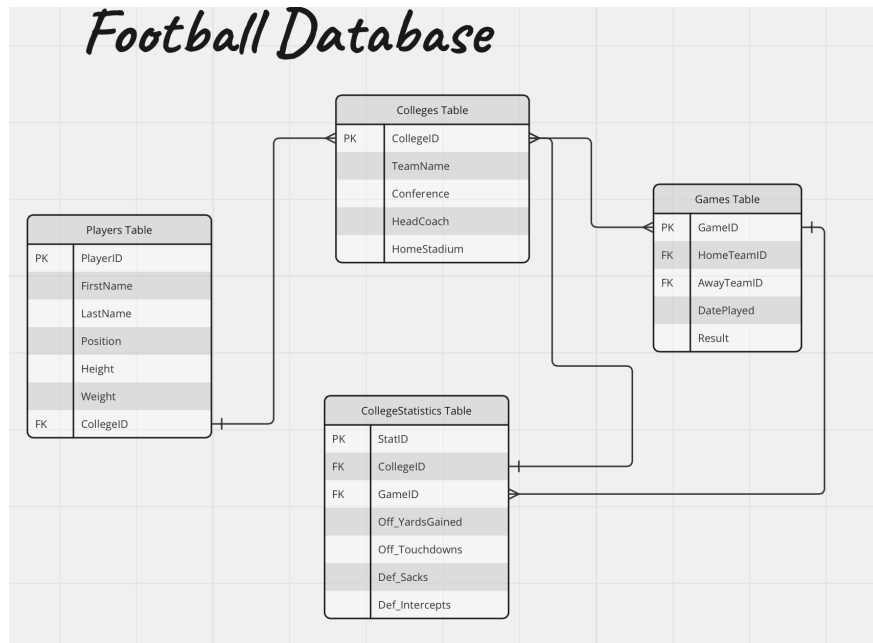 Football Database
Colleges Table
PK CollegeID
TeamName
Conference
HeadCoach
HomeStadium
Games Table
PK GameID
FK HomeTeamID
FK AwayTeamID
DatePlayed
Result
Players Table
PK PlayerID
FirstName
LastName
Position
Height
Weight
FK CollegeID
CollegeStatistics Table
PK StatID
FK CollegeID
FK GameID
Off_YardsGained
Off_Touchdowns
Def_Sacks
Def_Intercepts